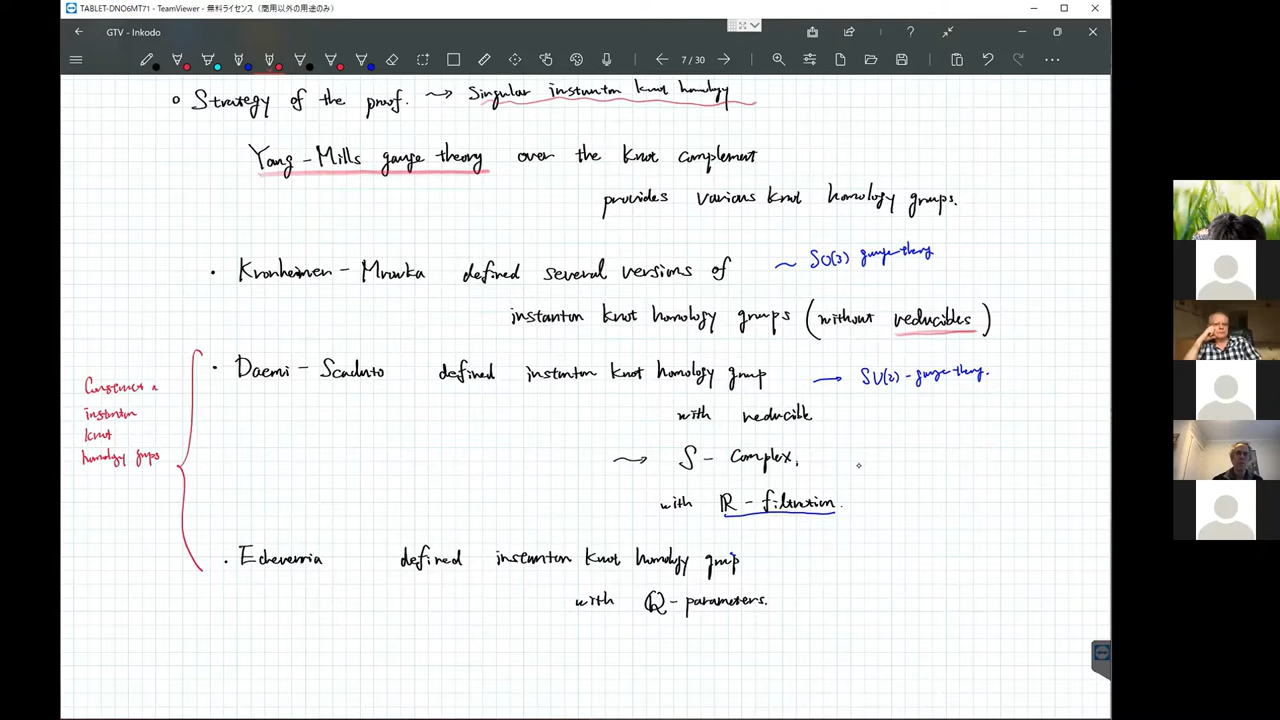 TABLET-DNO6MT71 - TeamViewer - 無料ライセンス (商用以外の用途のみ)
GTV - Inkodo
7 / 30
Strategy of the proof. ⇝ Singular instanton knot homology
Yang - Mills gauge theory over the knot complement
provides various knot homology groups.
· Kronheimer - Mrowka defined several versions of ~ SO(3) gauge theory
instanton knot homology groups (without reducibles)
· Daemi - Scaduto defined instanton knot homology group → SU(2) - gauge theory.
with reducible
⇝ S - complex,
with ℝ - filtration.
Construct a
instanton
knot
homology grps
· Echeverria defined instanton knot homology grup
with ℚ - parameters.